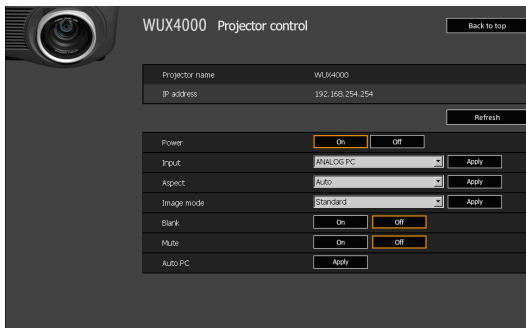 WUX4000 Projector control
Back to top
Projector name WUX4000
IP address 192.168.254.254
Refresh
Power On Off
Input ANALOG PC Apply
Aspect Auto Apply
Image mode Standard Apply
Blank On Off
Mute On Off
Auto PC Apply